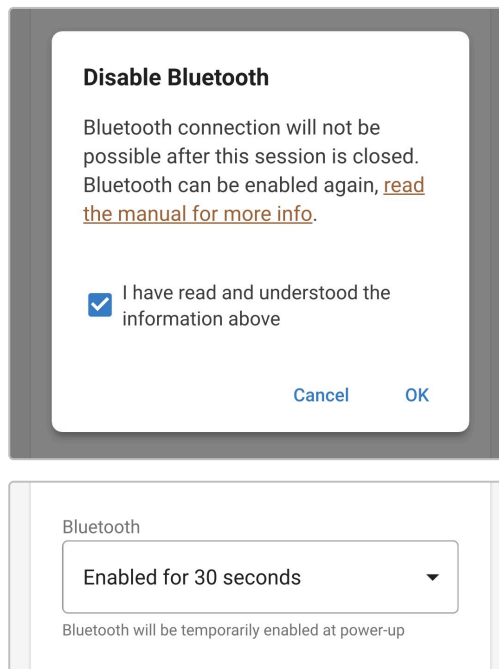 Disable Bluetooth
Bluetooth connection will not be
possible after this session is closed.
Bluetooth can be enabled again, read
the manual for more info.
I have read and understood the
information above
Cancel OK
Bluetooth
Enabled for 30 seconds
Bluetooth will be temporarily enabled at power-up